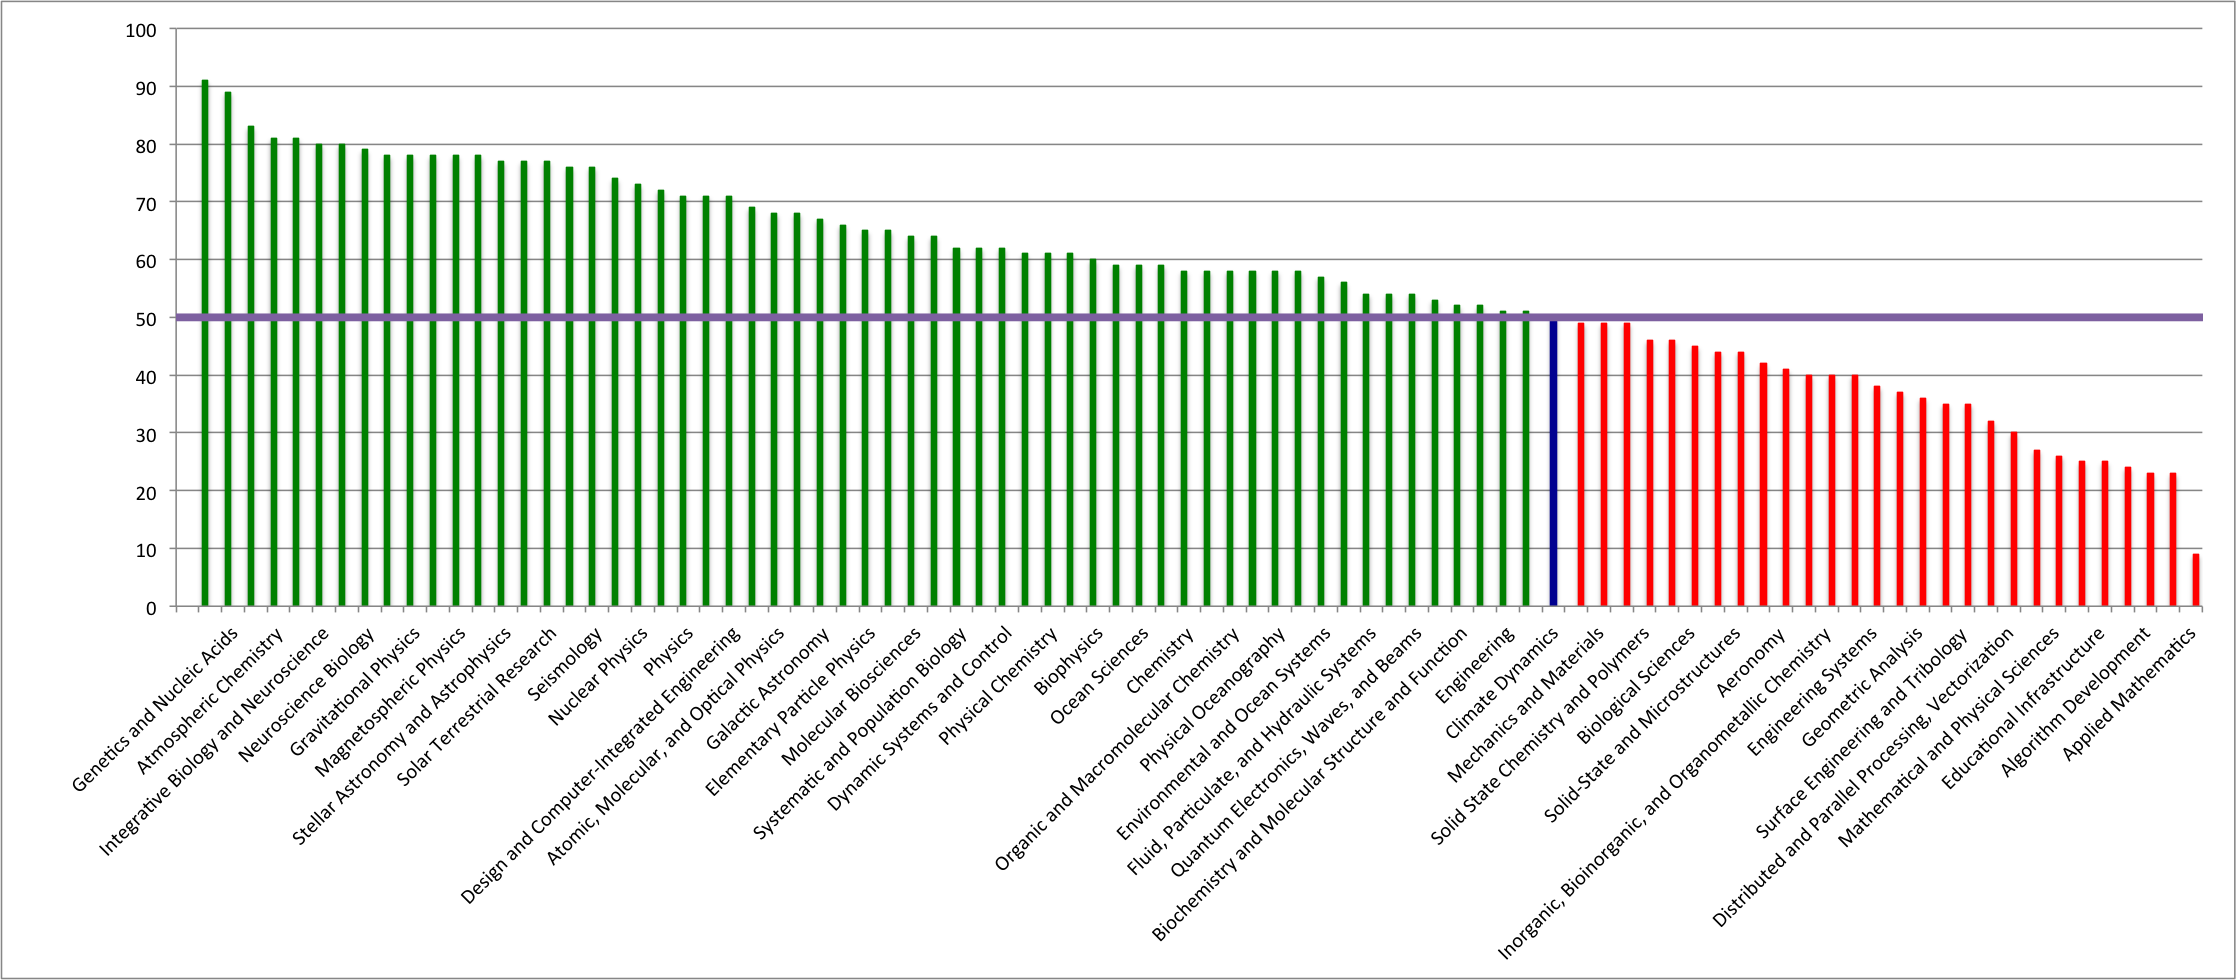 100
90
80
70
60
50
40
30
20
10
0
Genetics and Nucleic Acids
Atmospheric Chemistry
Integrative Biology and Neuroscience
Neuroscience Biology
Gravitational Physics
Magnetospheric Physics
Stellar Astronomy and Astrophysics
Solar Terrestrial Research
Seismology
Nuclear Physics
Physics
Design and Computer-Integrated Engineering
Atomic, Molecular, and Optical Physics
Galactic Astronomy
Elementary Particle Physics
Molecular Biosciences
Systematic and Population Biology
Dynamic Systems and Control
Physical Chemistry
Biophysics
Ocean Sciences
Chemistry
Organic and Macromolecular Chemistry
Physical Oceanography
Environmental and Ocean Systems
Fluid, Particulate, and Hydraulic Systems
Quantum Electronics, Waves, and Beams
Biochemistry and Molecular Structure and Function
Engineering
Climate Dynamics
Mechanics and Materials
Solid State Chemistry and Polymers
Biological Sciences
Solid-State and Microstructures
Aeronomy
Inorganic, Bioinorganic, and Organometallic Chemistry
Engineering Systems
Geometric Analysis
Surface Engineering and Tribology
Distributed and Parallel Processing, Vectorization
Mathematical and Physical Sciences
Educational Infrastructure
Algorithm Development
Applied Mathematics